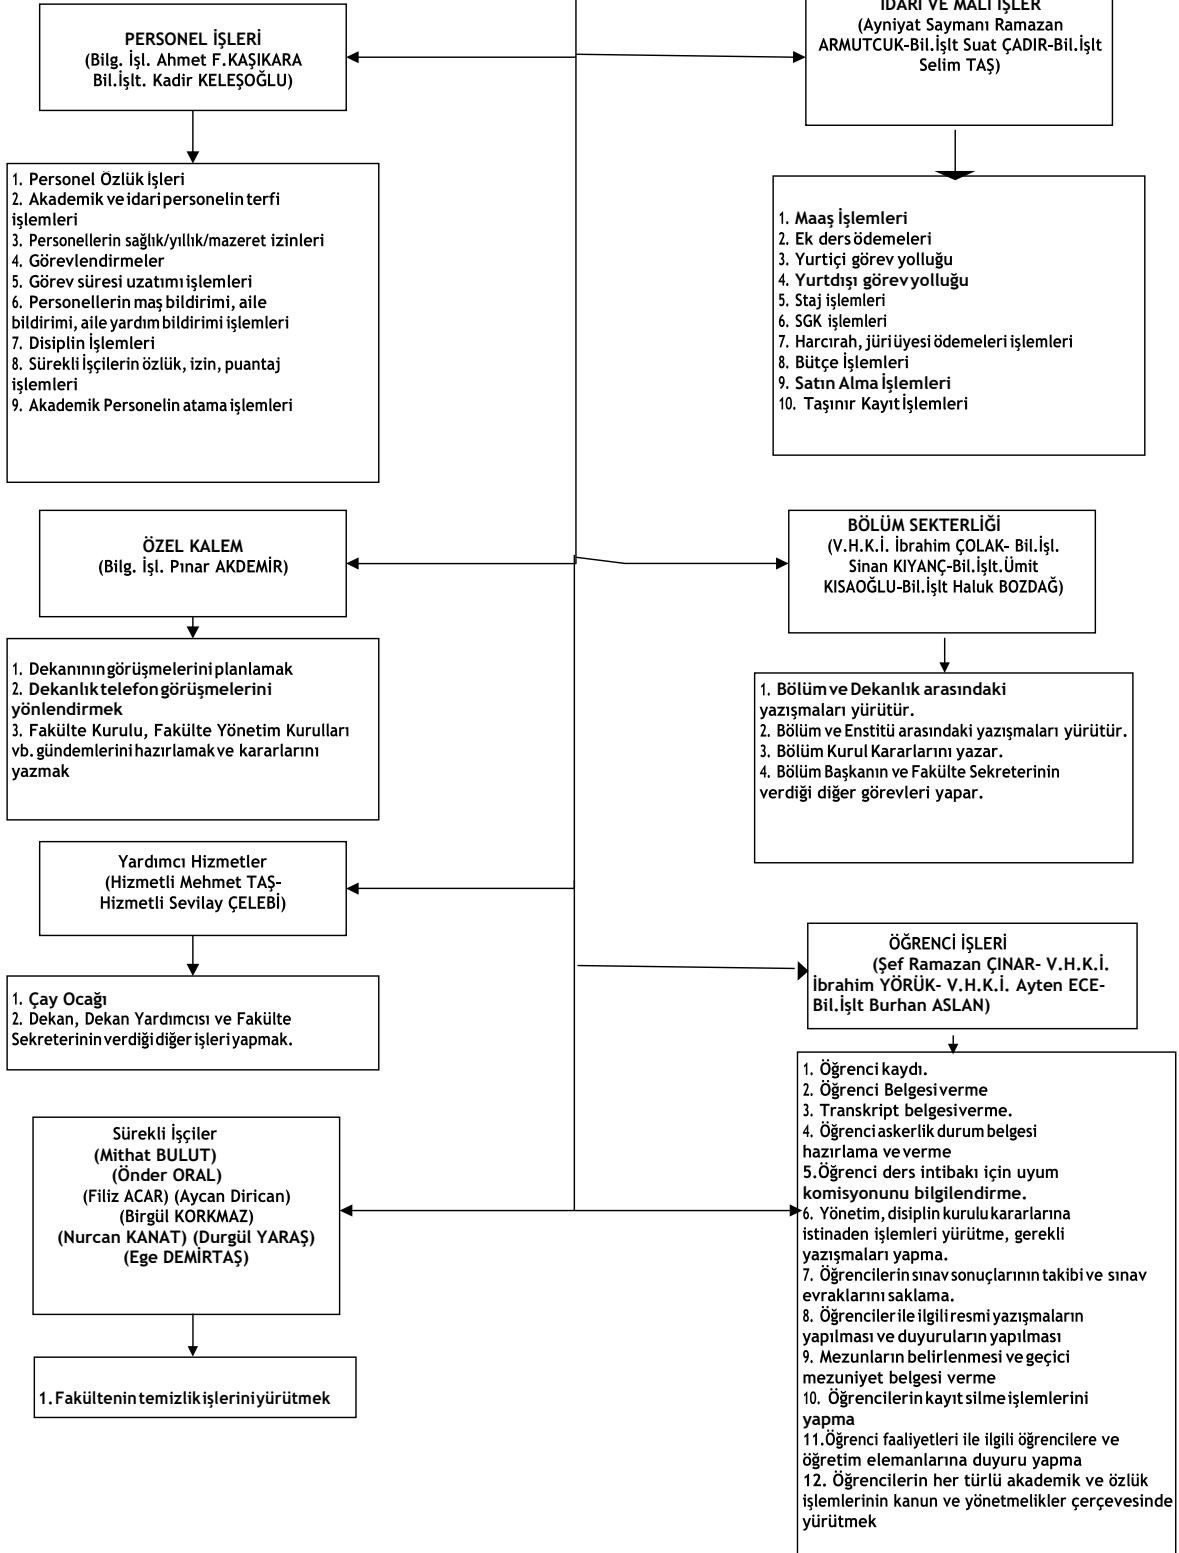 PERSONEL İŞLERİ
(Bilg. İşl. Ahmet F.KAŞIKARA
Bil.İşlt. Kadir KELEŞOĞLU)
İDARİ VE MALİ İŞLER
(Ayniyat Saymanı Ramazan
ARMUTCUK-Bil.İşlt Suat ÇADIR-Bil.İşlt
Selim TAŞ)
1. Personel Özlük İşleri
2. Akademik ve idari personelin terfi
işlemleri
3. Personellerin sağlık/yıllık/mazeret izinleri
4. Görevlendirmeler
5. Görev süresi uzatımı işlemleri
6. Personellerin maş bildirimi, aile
bildirimi, aile yardım bildirimi işlemleri
7. Disiplin İşlemleri
8. Sürekli İşçilerin özlük, izin, puantaj
işlemleri
9. Akademik Personelin atama işlemleri
1. Maaş İşlemleri
2. Ek ders ödemeleri
3. Yurtiçi görev yolluğu
4. Yurtdışı görev yolluğu
5. Staj işlemleri
6. SGK işlemleri
7. Harcırah, jüri üyesi ödemeleri işlemleri
8. Bütçe İşlemleri
9. Satın Alma İşlemleri
10. Taşınır Kayıt İşlemleri
ÖZEL KALEM
(Bilg. İşl. Pınar AKDEMİR)
BÖLÜM SEKTERLİĞİ
(V.H.K.İ. İbrahim ÇOLAK- Bil.İşl.
Sinan KIYANÇ-Bil.İşlt.Ümit
KISAOĞLU-Bil.İşlt Haluk BOZDAĞ)
1. Dekanının görüşmelerini planlamak
2. Dekanlık telefon görüşmelerini
yönlendirmek
3. Fakülte Kurulu, Fakülte Yönetim Kurulları
vb. gündemlerini hazırlamak ve kararlarını
yazmak
1. Bölüm ve Dekanlık arasındaki
yazışmaları yürütür.
2. Bölüm ve Enstitü arasındaki yazışmaları yürütür.
3. Bölüm Kurul Kararlarını yazar.
4. Bölüm Başkanın ve Fakülte Sekreterinin
verdiği diğer görevleri yapar.
Yardımcı Hizmetler
(Hizmetli Mehmet TAŞ-
Hizmetli Sevilay ÇELEBİ)
1. Çay Ocağı
2. Dekan, Dekan Yardımcısı ve Fakülte
Sekreterinin verdiği diğer işleri yapmak.
ÖĞRENCİ İŞLERİ
(Şef Ramazan ÇINAR- V.H.K.İ.
İbrahim YÖRÜK- V.H.K.İ. Ayten ECE-
Bil.İşlt Burhan ASLAN)
Sürekli İşçiler
(Mithat BULUT)
(Önder ORAL)
(Filiz ACAR) (Aycan Dirican)
(Birgül KORKMAZ)
(Nurcan KANAT) (Durgül YARAŞ)
(Ege DEMİRTAŞ)
1.Fakültenin temizlik işlerini yürütmek
1. Öğrenci kaydı.
2. Öğrenci Belgesi verme
3. Transkript belgesi verme.
4. Öğrenci askerlik durum belgesi
hazırlama ve verme
5.Öğrenci ders intibakı için uyum
komisyonunu bilgilendirme.
6. Yönetim, disiplin kurulu kararlarına
istinaden işlemleri yürütme, gerekli
yazışmaları yapma.
7. Öğrencilerin sınav sonuçlarının takibi ve sınav
evraklarını saklama.
8. Öğrenciler ile ilgili resmi yazışmaların
yapılması ve duyuruların yapılması
9. Mezunların belirlenmesi ve geçici
mezuniyet belgesi verme
10. Öğrencilerin kayıt silme işlemlerini
yapma
11.Öğrenci faaliyetleri ile ilgili öğrencilere ve
öğretim elemanlarına duyuru yapma
12. Öğrencilerin her türlü akademik ve özlük
işlemlerinin kanun ve yönetmelikler çerçevesinde
yürütmek